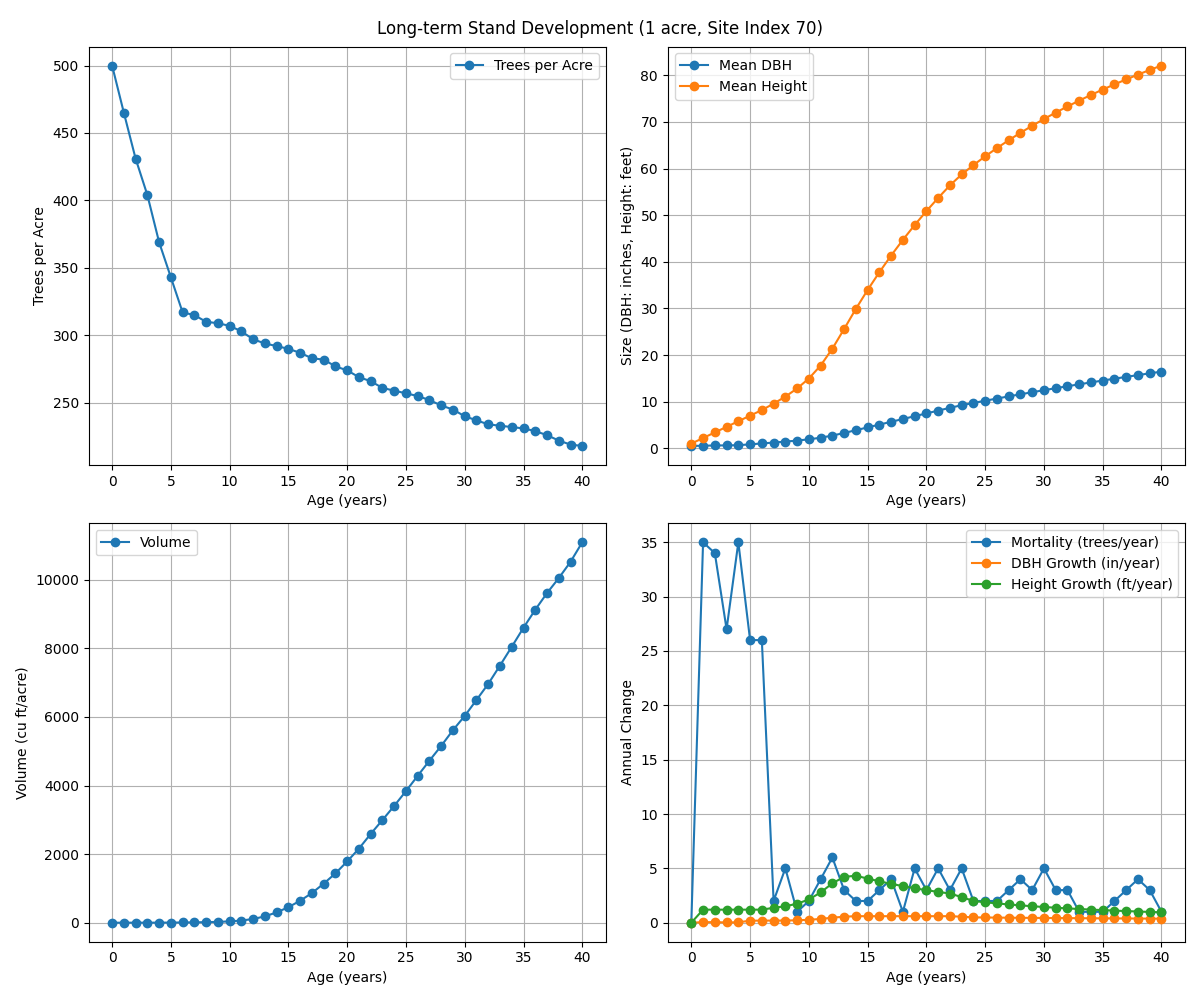 Long-term Stand Development (1 acre, Site Index 70)
Trees per Acre
500
450
400
350
300
250
Trees per Acre
0 5 10 15 20 25 30 35 40
Age (years)
Mean DBH
Mean Height
80
70
60
50
40
30
20
10
0
Size (DBH: inches, Height: feet)
0 5 10 15 20 25 30 35 40
Age (years)
Volume
10000
8000
6000
4000
2000
0
Volume (cu ft/acre)
0 5 10 15 20 25 30 35 40
Age (years)
Mortality (trees/year)
DBH Growth (in/year)
Height Growth (ft/year)
35
30
25
20
15
10
5
0
Annual Change
0 5 10 15 20 25 30 35 40
Age (years)